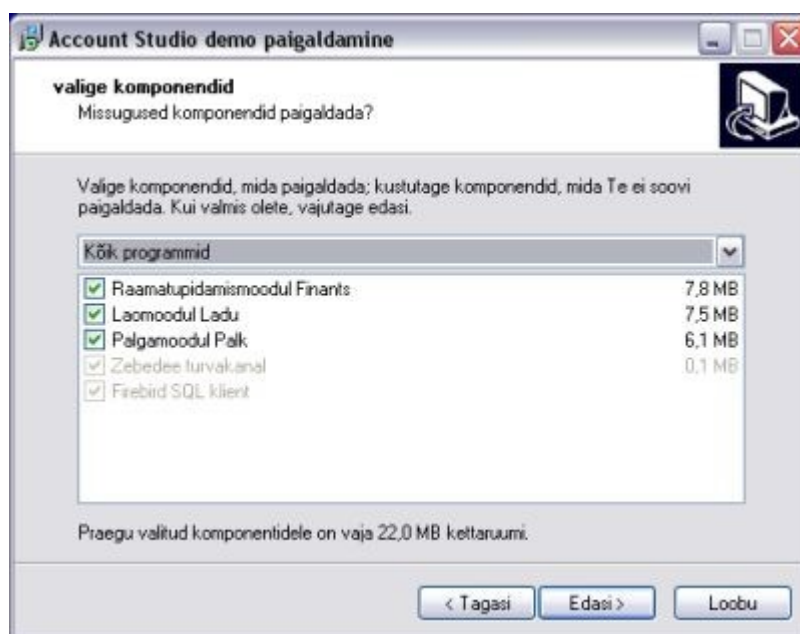 Account Studio demo paigaldamine
valige komponendid
Missugused komponendid paigaldada?
Valige komponendid, mida paigaldada; kustutage komponendid, mida Te ei soovi
paigaldada. Kui valmis olete, vajutage edasi.
Kõik programmid
Raamatupidamismoodul Finants 7,8 MB
Laomoodul Ladu 7,5 MB
Palgamoodul Palk 6,1 MB
Zebedee turvakanal 0,1 MB
Firebird SQL klient
Praegu valitud komponentidele on vaja 22,0 MB kettaruumi.
< Tagasi Edasi > Loobu